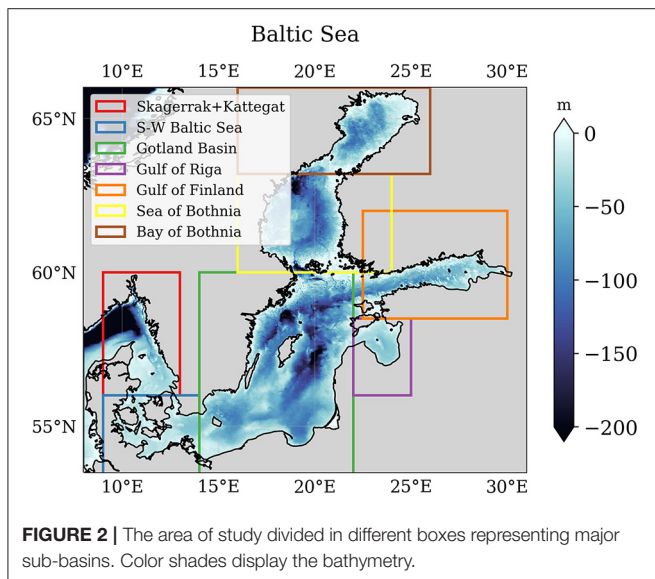 Baltic Sea
10°E 15°E 20°E 25°E 30°E
m
Skagerrak+Kattegat
S-W Baltic Sea
Gotland Basin
Gulf of Riga
Gulf of Finland
Sea of Bothnia
Bay of Bothnia
65°N
60°N
55°N
0
−50
−100
−150
−200
10°E 15°E 20°E 25°E 30°E
FIGURE 2 | The area of study divided in different boxes representing major
sub-basins. Color shades display the bathymetry.